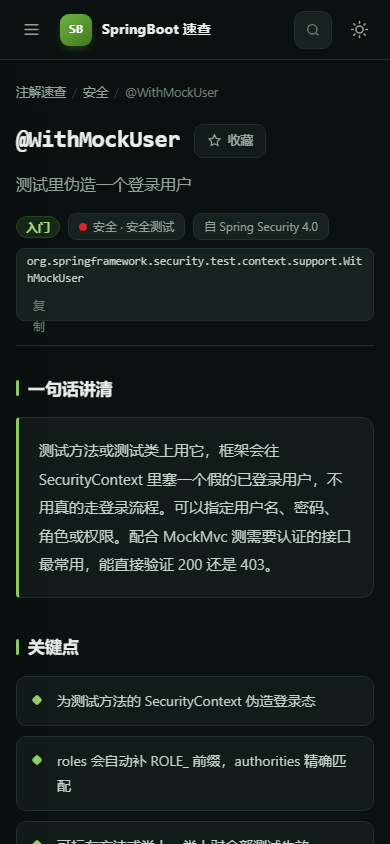 SB SpringBoot 速查
注解速查 / 安全 / @WithMockUser
@WithMockUser 收藏
测试里伪造一个登录用户
入门 安全 · 安全测试 自 Spring Security 4.0
org.springframework.security.test.context.support.Wit
hMockUser
复
制
一句话讲清
测试方法或测试类上用它，框架会往
SecurityContext 里塞一个假的已登录用户，不
用真的走登录流程。可以指定用户名、密码、
角色或权限。配合 MockMvc 测需要认证的接口
最常用，能直接验证 200 还是 403。
关键点
为测试方法的 SecurityContext 伪造登录态
roles 会自动补 ROLE_ 前缀，authorities 精确匹
配